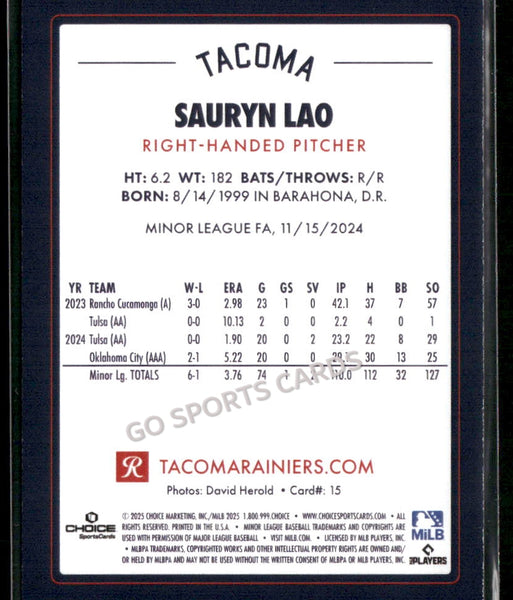 TACOMA
SAURYN LAO
RIGHT-HANDED PITCHER
HT: 6.2 WT: 182 BATS/THROWS: R/R
BORN: 8/14/1999 IN BARAHONA, D.R.
MINOR LEAGUE FA, 11/15/2024
YR TEAM W-L ERA G GS SV IP H BB SO
2023 Rancho Cucamonga (A) 3-0 2.98 23 1 0 42.1 37 7 57
Tulsa (AA) 0-0 10.13 2 0 0 2.2 4 0 1
2024 Tulsa (AA) 0-0 1.90 20 0 2 23.2 22 8 29
Oklahoma City (AAA) 2-1 5.22 20 0 30 13 25
Minor Lg. TOTALS 6-1 3.76 74 112 32 127
GO SPORTS CARDS
R TACOMARAINIERS.COM
Photos: David Herold • Card#: 15
© 2025 CHOICE MARKETING, INC/MiLB 2025 1.800.999.CHOICE • WWW.CHOICESPORTSCARDS.COM • ALL
RIGHTS RESERVED. PRINTED IN THE U.S.A. • MINOR LEAGUE BASEBALL TRADEMARKS AND COPYRIGHTS ARE
USED WITH PERMISSION OF MAJOR LEAGUE BASEBALL • VISIT MILB.COM. • LICENSED BY MLB PLAYERS, INC.
• MLBPA TRADEMARKS, COPYRIGHTED WORKS AND OTHER INTELLECTUAL PROPERTY RIGHTS ARE OWNED AND/
OR HELD BY MLBPA AND MAY NOT BE USED WITHOUT THE WRITTEN CONSENT OF MLBPA OR MLB PLAYERS, INC.
CHOICE
SportsCards
MiLB
PLAYERS